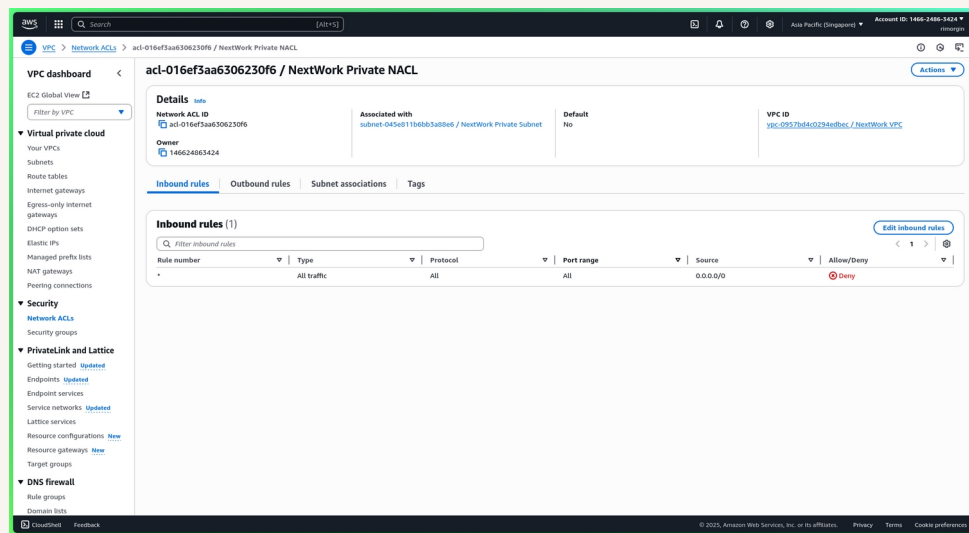 aws
Search [Alt+S]
Asia Pacific (Singapore) ▼
Account ID: 1466-2486-3424 ▼
rimorgin
VPC > Network ACLs > acl-016ef3aa6306230f6 / NextWork Private NACL
VPC dashboard
EC2 Global View
Filter by VPC
Virtual private cloud
Your VPCs
Subnets
Route tables
Internet gateways
Egress-only internet
gateways
DHCP option sets
Elastic IPs
Managed prefix lists
NAT gateways
Peering connections
Security
Network ACLs
Security groups
PrivateLink and Lattice
Getting started Updated
Endpoints Updated
Endpoint services
Service networks Updated
Lattice services
Resource configurations New
Resource gateways New
Target groups
DNS firewall
Rule groups
Domain lists
acl-016ef3aa6306230f6 / NextWork Private NACL
Actions ▼
Details Info
Network ACL ID
acl-016ef3aa6306230f6
Associated with
subnet-045e811b6bb3a88e6 / NextWork Private Subnet
Default
No
VPC ID
vpc-0957bd4c0294edbec / NextWork VPC
Owner
146624863424
Inbound rules Outbound rules Subnet associations Tags
Inbound rules (1)
Edit inbound rules
Filter inbound rules
< 1 >
Rule number Type Protocol Port range Source Allow/Deny
* All traffic All All 0.0.0.0/0 Deny
CloudShell Feedback
© 2025, Amazon Web Services, Inc. or its affiliates. Privacy Terms Cookie preferences